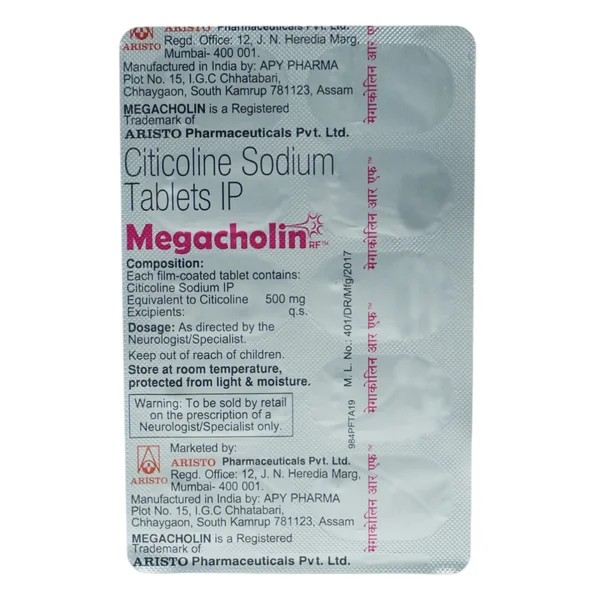 ARISTO
ARISTO Pharmaceuticals Pvt. Ltd.
Regd. Office: 12, J. N. Heredia Marg,
Mumbai- 400 001.
Manufactured in India by: APY PHARMA
Plot No. 15, I.G.C Chhatabari,
Chhaygaon, South Kamrup 781123, Assam
MEGACHOLIN is a Registered
Trademark of
ARISTO Pharmaceuticals Pvt. Ltd.
Citicoline Sodium
Tablets IP
Megacholin RF™
Composition:
Each film-coated tablet contains:
Citicoline Sodium IP
Equivalent to Citicoline 500 mg
Excipients: q.s.
Dosage: As directed by the
Neurologist/Specialist.
Keep out of reach of children.
Store at room temperature,
protected from light & moisture.
Warning: To be sold by retail
on the prescription of a
Neurologist/Specialist only.
Marketed by:
ARISTO
ARISTO Pharmaceuticals Pvt. Ltd.
Regd. Office: 12, J. N. Heredia Marg,
Mumbai- 400 001.
Manufactured in India by: APY PHARMA
Plot No. 15, I.G.C Chhatabari,
Chhaygaon, South Kamrup 781123, Assam
MEGACHOLIN is a Registered
Trademark of
ARISTO Pharmaceuticals Pvt. Ltd.
M. L. No.: 401/DR/Mfg/2017
984PFTA19
मेगाकोलिन आर एफ™
मेगाकोलिन आर एफ™
मेगाकोलिन आर एफ™
मेगाकोलिन आर एफ™